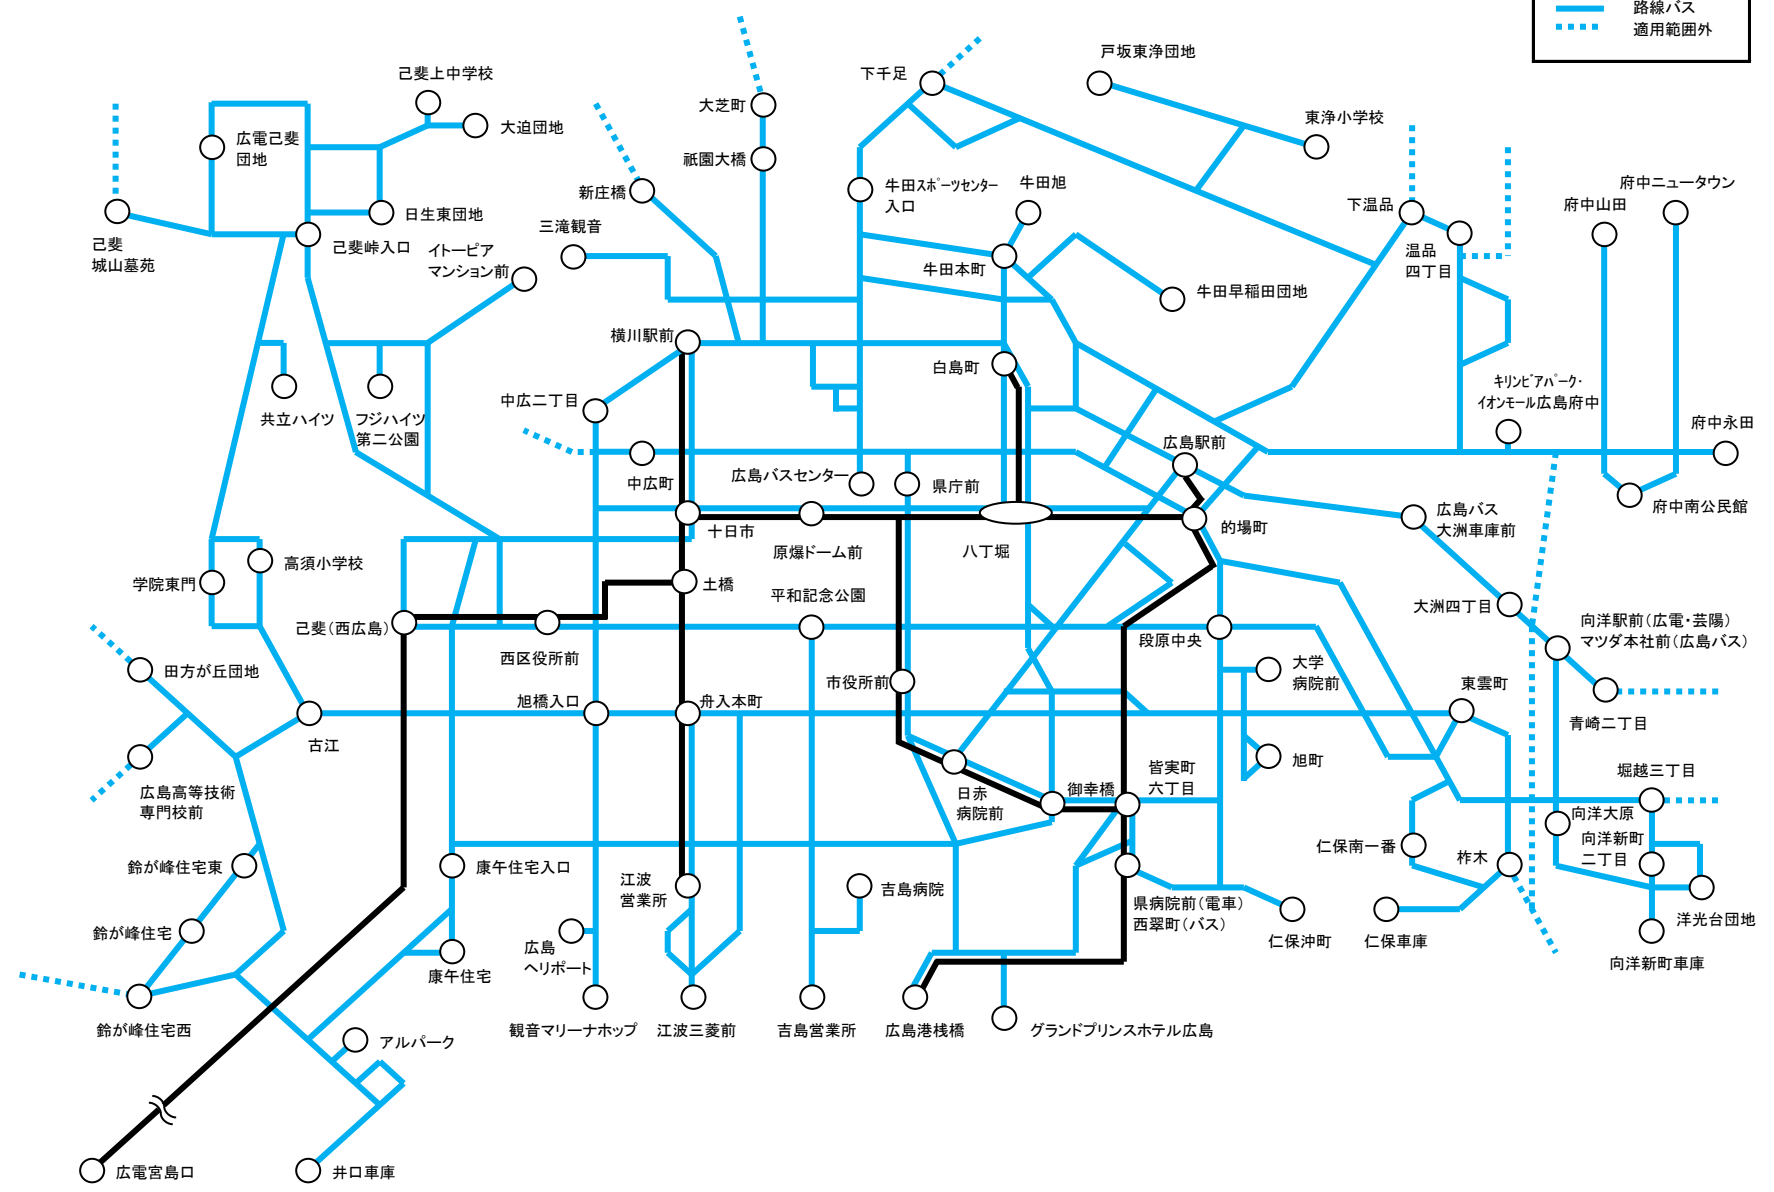 路線バス
適用範囲外
己斐上中学校
大迫団地
広電己斐
団地
日生東団地
己斐
城山墓苑
己斐峠入口
イトーピア
マンション前
大芝町
祇園大橋
新庄橋
三滝観音
下千足
戸坂東浄団地
東浄小学校
牛田スポーツセンター
入口
牛田旭
牛田本町
牛田早稲田団地
下温品
温品
四丁目
府中ニュータウン
府中山田
横川駅前
白島町
キリンビアパーク・
イオンモール広島府中
府中永田
共立ハイツ
フジハイツ
第二公園
中広二丁目
中広町
広島バスセンター
県庁前
広島駅前
広島バス
大洲車庫前
府中南公民館
十日市
原爆ドーム前
八丁堀
的場町
高須小学校
学院東門
土橋
平和記念公園
大洲四丁目
己斐（西広島）
西区役所前
段原中央
向洋駅前（広電・芸陽）
マツダ本社前（広島バス）
田方が丘団地
旭橋入口
舟入本町
市役所前
大学
病院前
東雲町
青崎二丁目
古江
広島高等技術
専門校前
日赤
病院前
御幸橋
皆実町
六丁目
旭町
堀越三丁目
向洋大原
向洋新町
二丁目
鈴が峰住宅東
康午住宅入口
江波
営業所
吉島病院
仁保南一番
柞木
県病院前（電車）
西翠町（バス）
仁保沖町
仁保車庫
洋光台団地
向洋新町車庫
鈴が峰住宅
広島
ヘリポート
康午住宅
鈴が峰住宅西
アルパーク
観音マリーナホップ
江波三菱前
吉島営業所
広島港桟橋
グランドプリンスホテル広島
広電宮島口
井口車庫